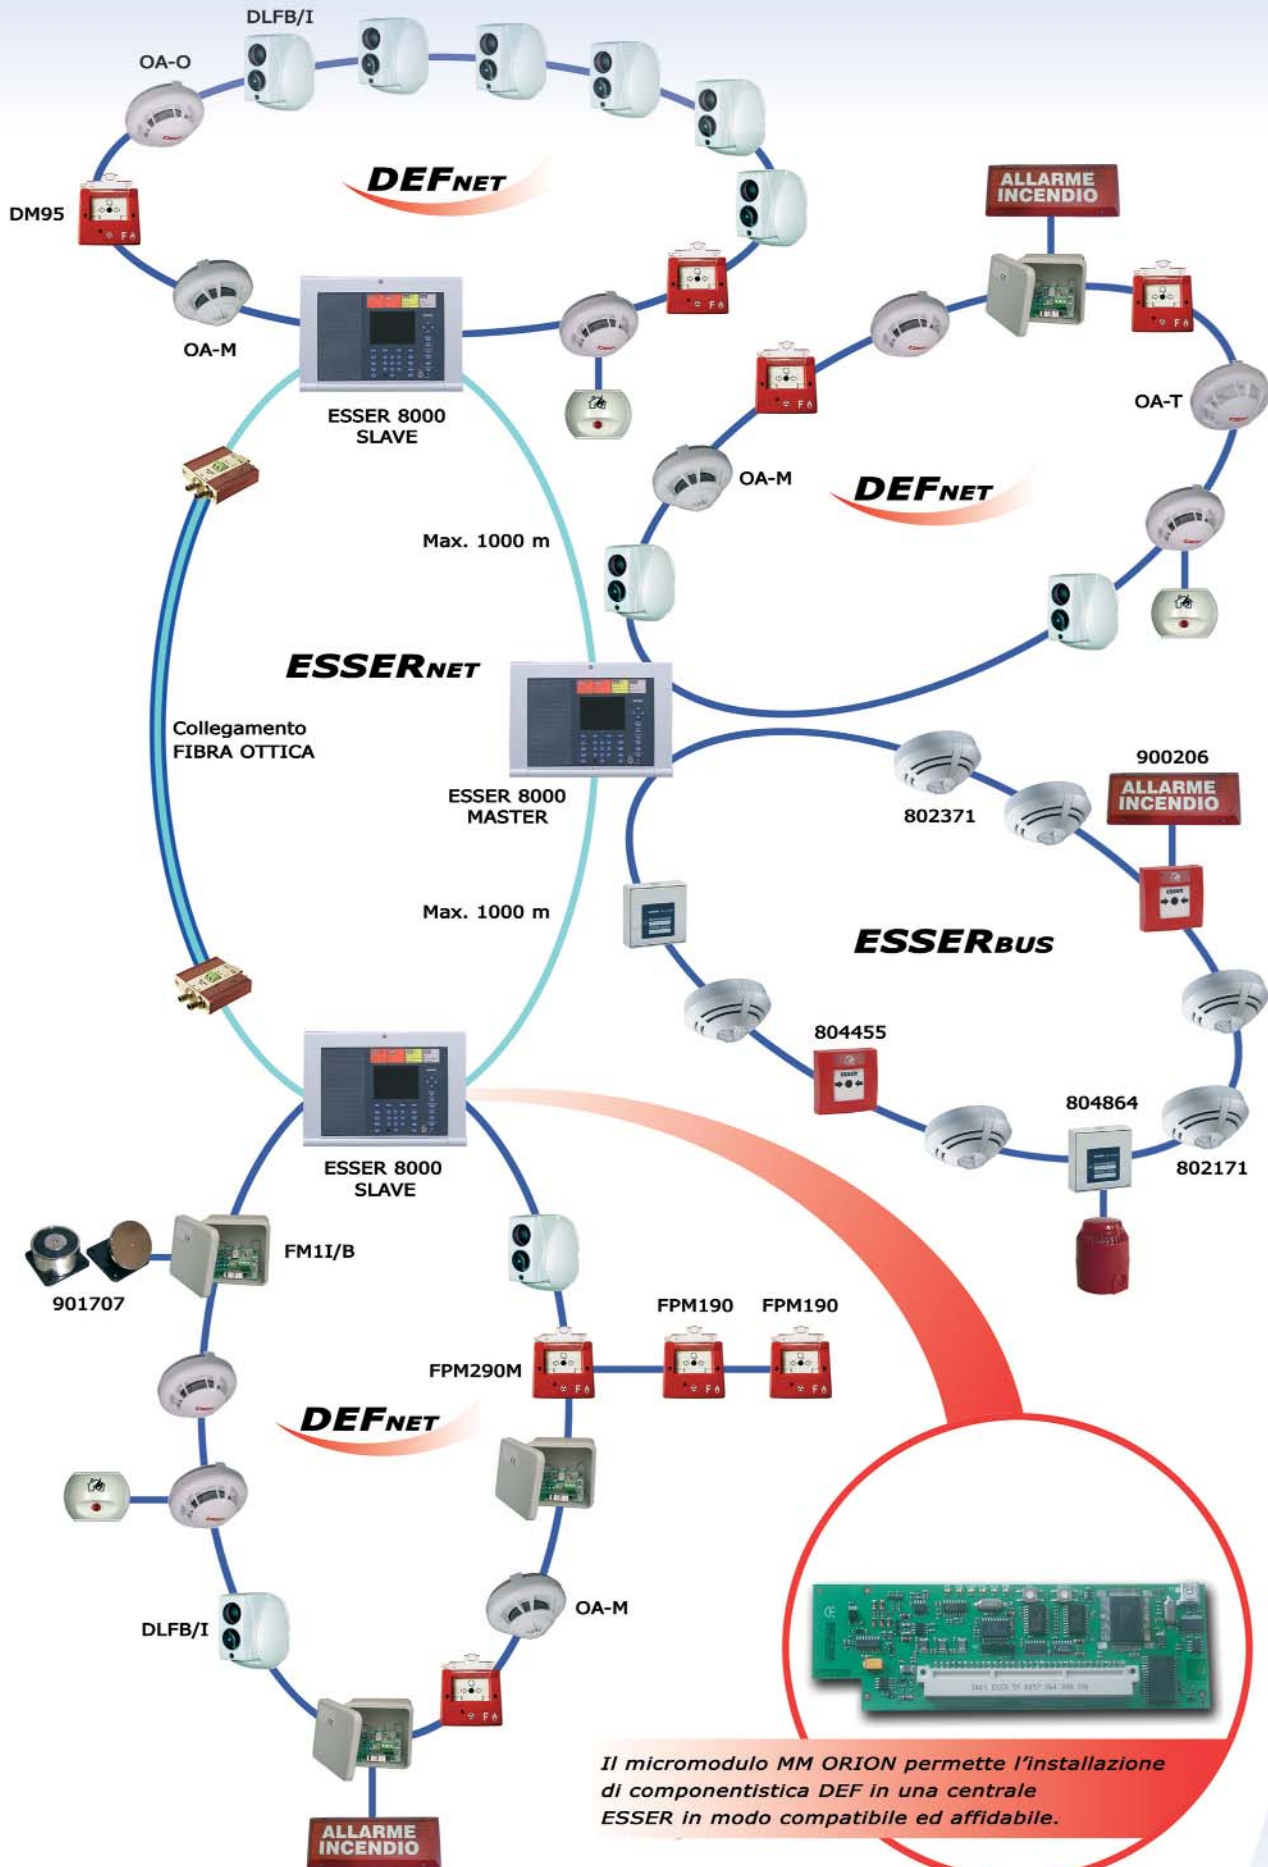 DLFB/I
OA-O
DEFNET
DM95
OA-M
ESSER 8000
SLAVE
ALLARME
INCENDIO
OA-T
OA-M
DEFNET
Max. 1000 m
ESSERNET
Collegamento
FIBRA OTTICA
ESSER 8000
MASTER
802371
900206
ALLARME
INCENDIO
Max. 1000 m
ESSERBUS
ESSER
804455
ESSER
804864
802171
ESSER 8000
SLAVE
FM1I/B
901707
FPM190
FPM190
FPM290M
DEFNET
OA-M
DLFB/I
ALLARME
INCENDIO
Il micromodulo MM ORION permette l'installazione
di componentistica DEF in una centrale
ESSER in modo compatibile ed affidabile.